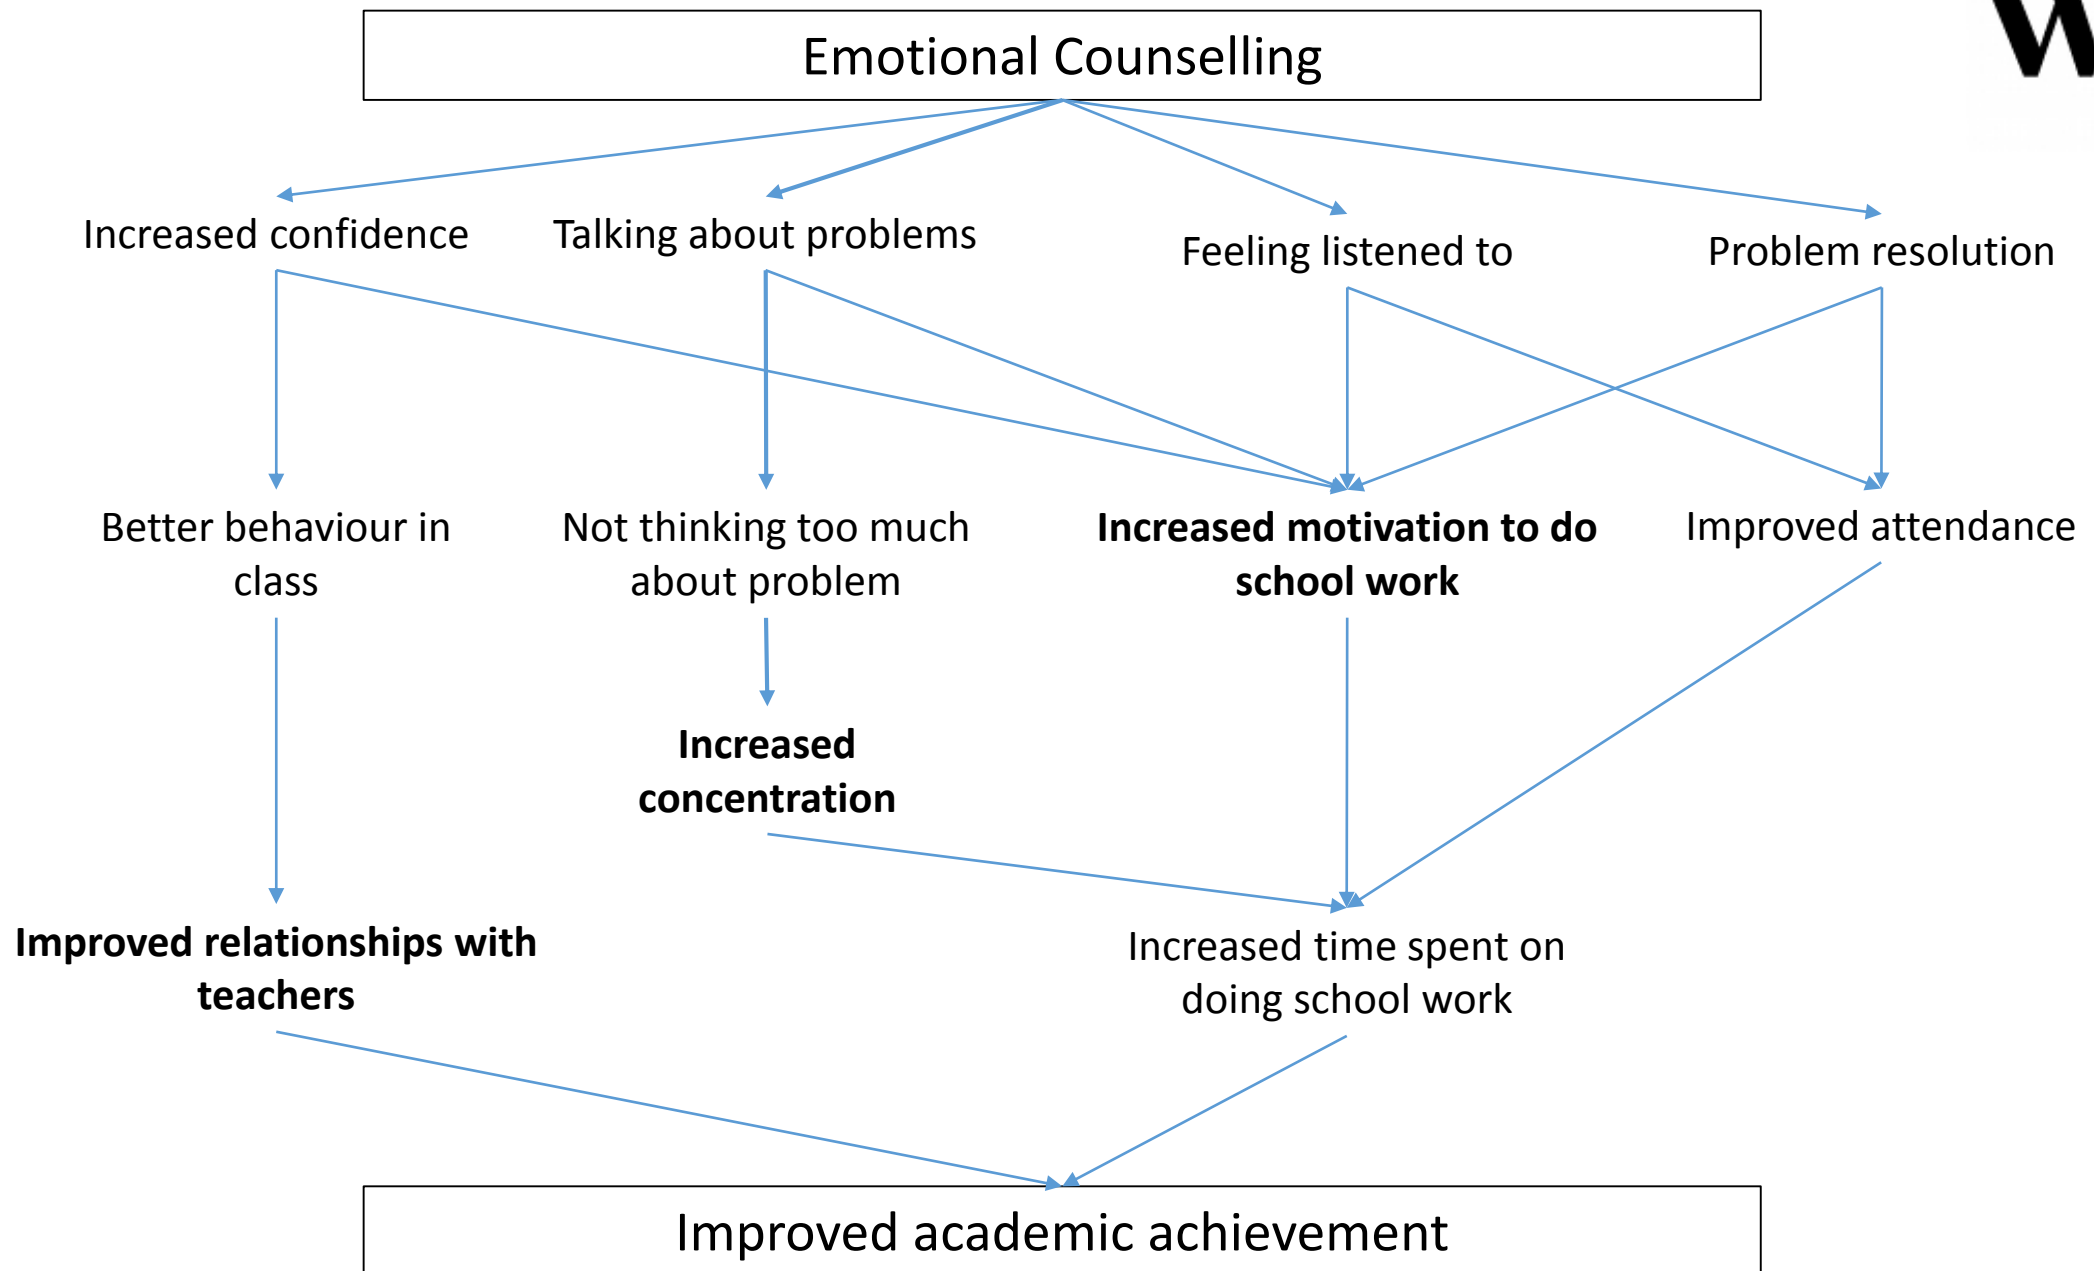 Emotional Counselling
Increased confidence
Talking about problems
Feeling listened to
Problem resolution
Better behaviour in
class
Not thinking too much
about problem
Increased motivation to do
school work
Improved attendance
Increased
concentration
Improved relationships with
teachers
Increased time spent on
doing school work
Improved academic achievement